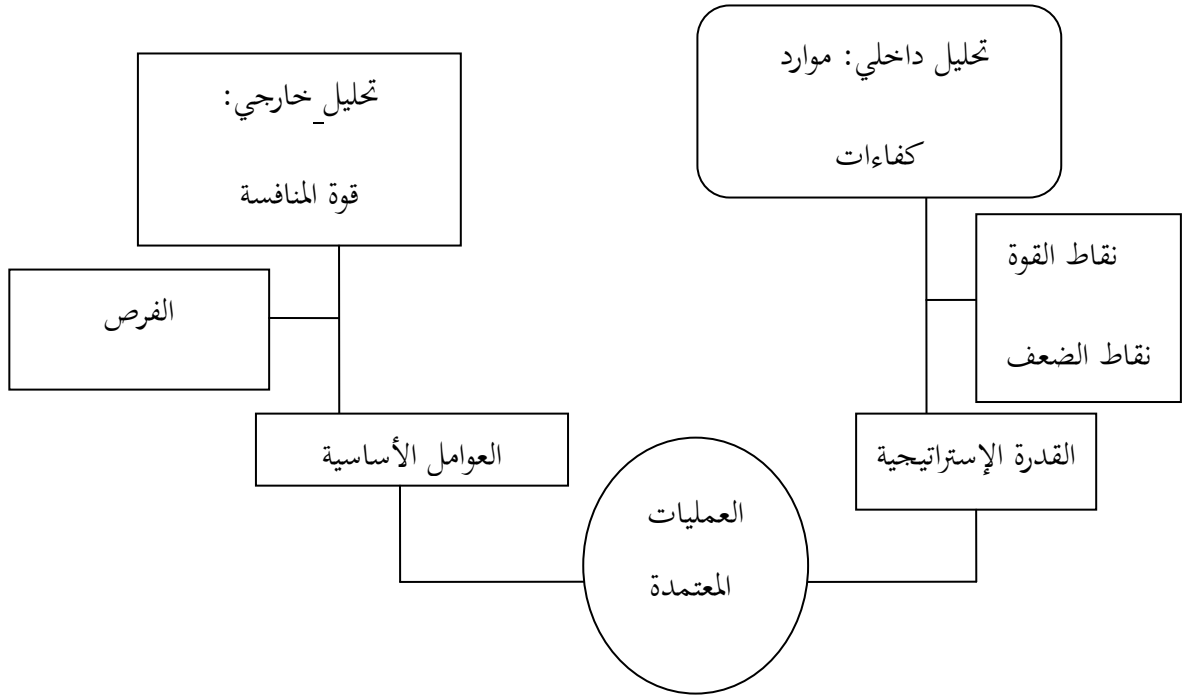 تحليل داخلي: موارد
كفاءات
تحليل خارجي:
قوة المنافسة
نقاط القوة
نقاط الضعف
الفرص
القدرة الإستراتيجية
العوامل الأساسية
العمليات
المعتمدة